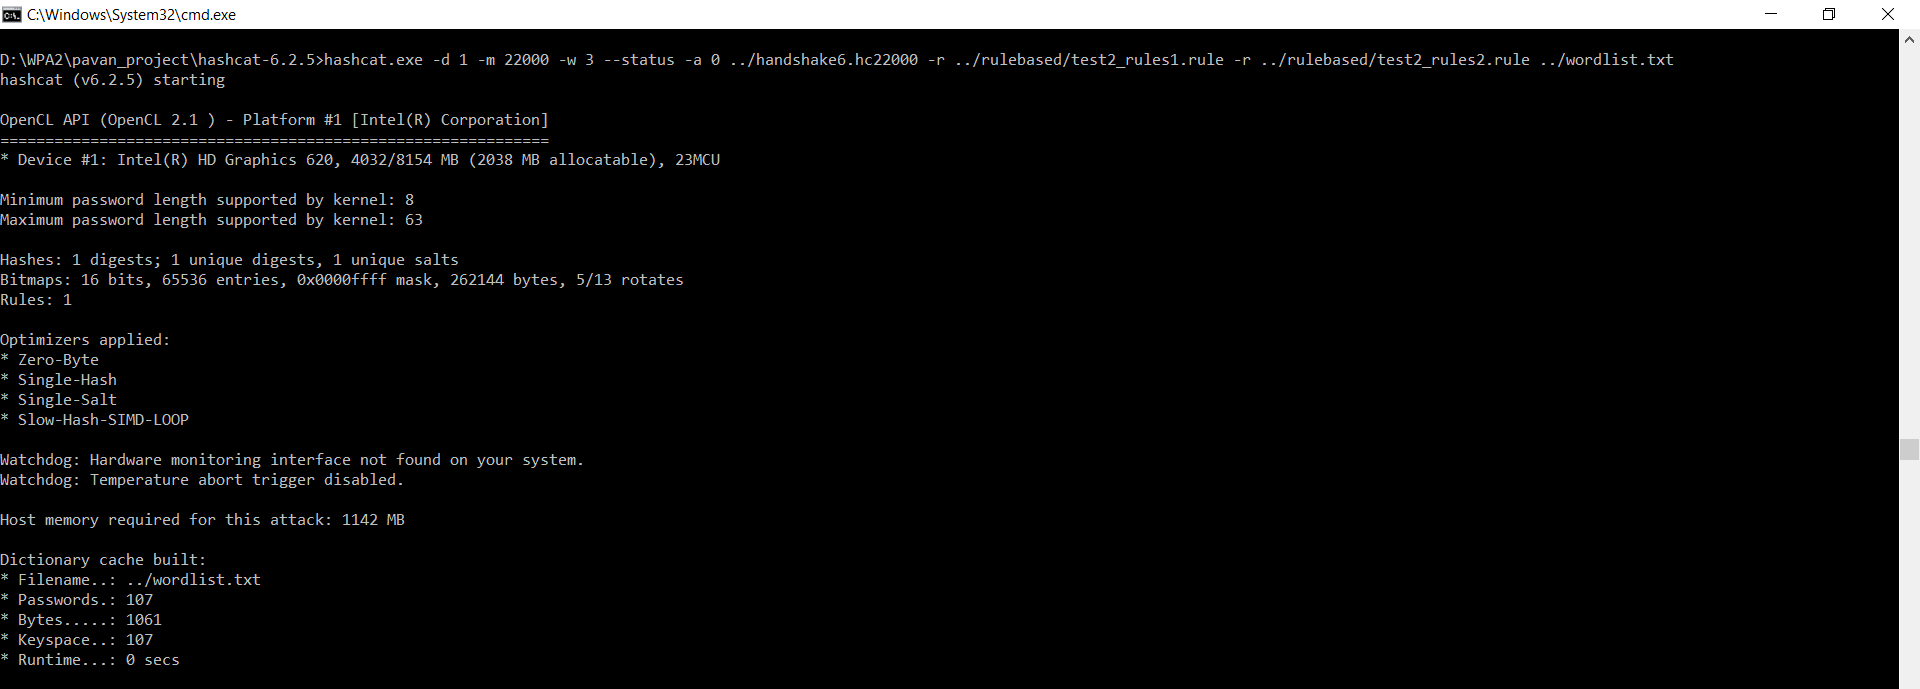 C:\Windows\System32\cmd.exe
D:\WPA2\pavan_project\hashcat-6.2.5>hashcat.exe -d 1 -m 22000 -w 3 --status -a 0 ../handshake6.hc22000 -r ../rulebased/test2_rules1.rule -r ../rulebased/test2_rules2.rule ../wordlist.txt
hashcat (v6.2.5) starting
OpenCL API (OpenCL 2.1 ) - Platform #1 [Intel(R) Corporation]
=============================================================
* Device #1: Intel(R) HD Graphics 620, 4032/8154 MB (2038 MB allocatable), 23MCU
Minimum password length supported by kernel: 8
Maximum password length supported by kernel: 63
Hashes: 1 digests; 1 unique digests, 1 unique salts
Bitmaps: 16 bits, 65536 entries, 0x0000ffff mask, 262144 bytes, 5/13 rotates
Rules: 1
Optimizers applied:
* Zero-Byte
* Single-Hash
* Single-Salt
* Slow-Hash-SIMD-LOOP
Watchdog: Hardware monitoring interface not found on your system.
Watchdog: Temperature abort trigger disabled.
Host memory required for this attack: 1142 MB
Dictionary cache built:
* Filename..: ../wordlist.txt
* Passwords.: 107
* Bytes.....: 1061
* Keyspace..: 107
* Runtime...: 0 secs